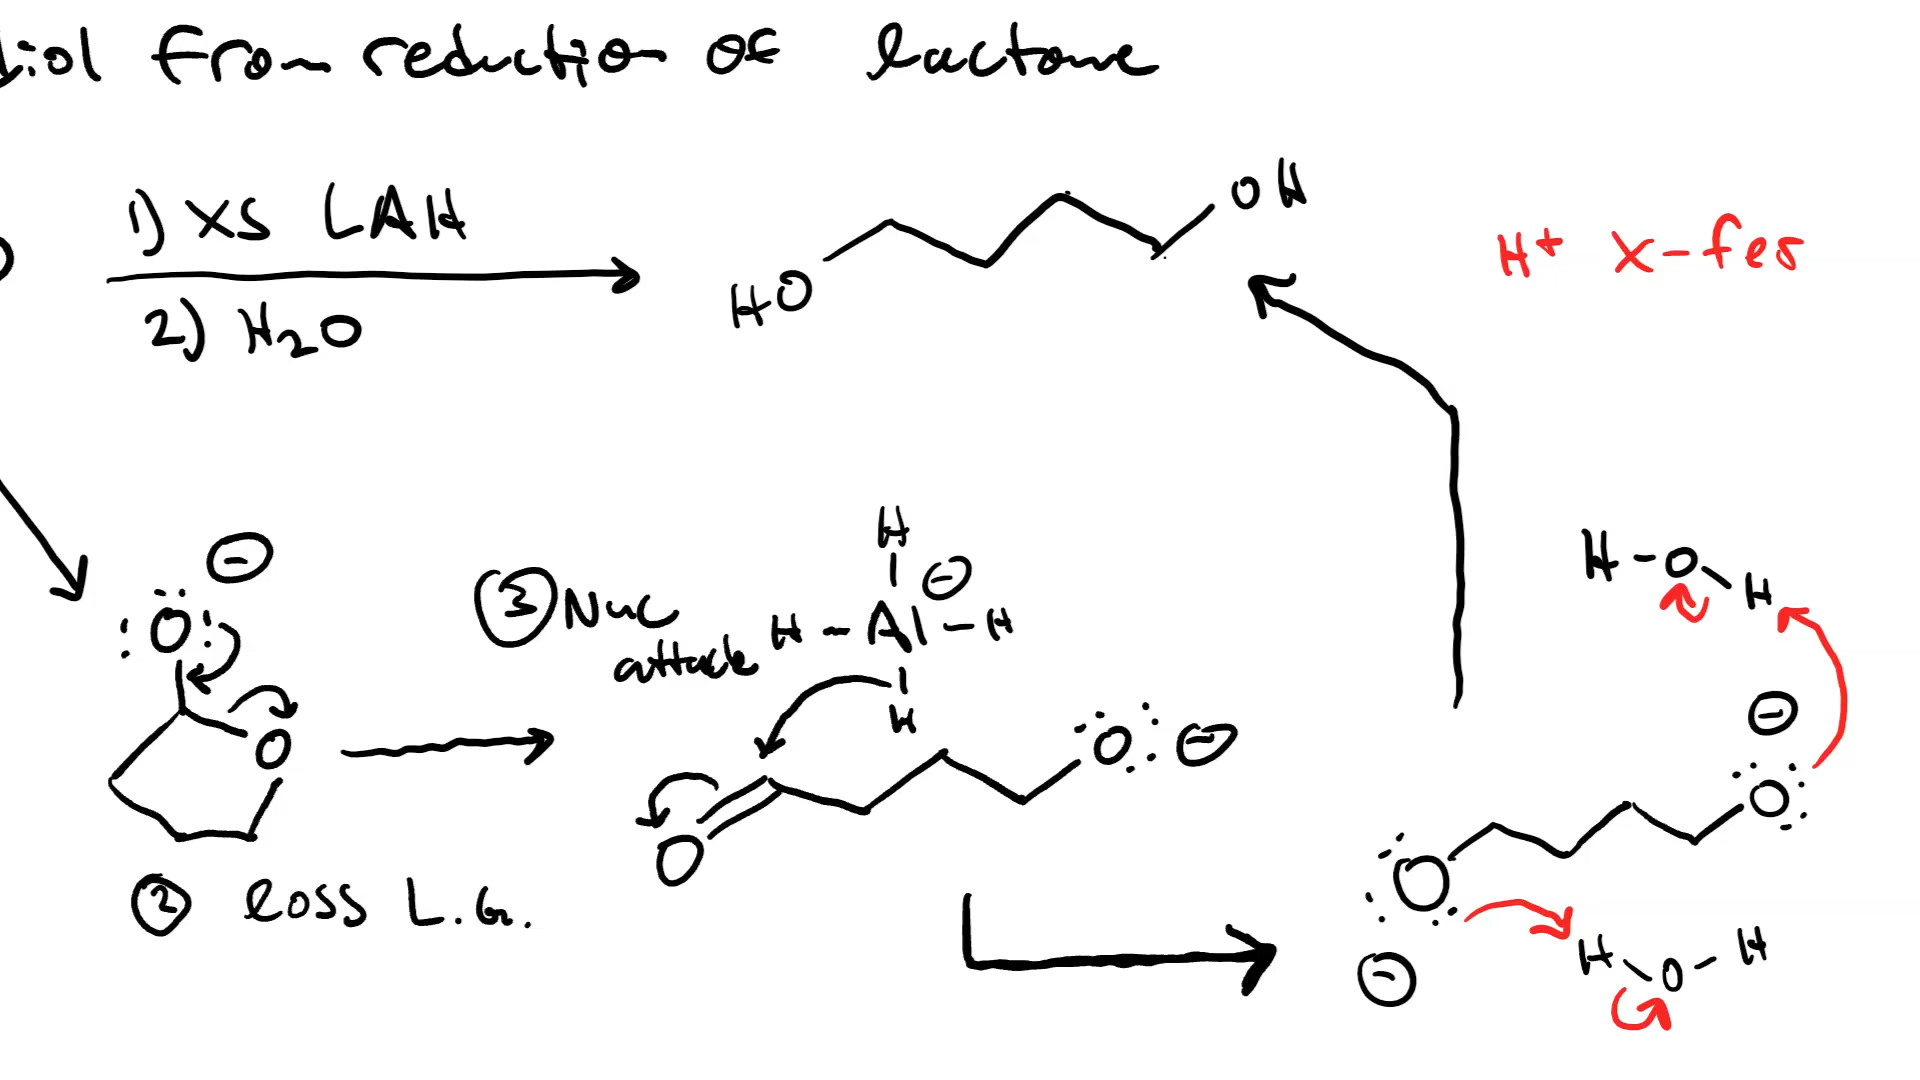 diol from reduction of lactone
1) XS LAH
2) H2O
HO
OH
H+ X-fer
O
⊖
:Ö:
O
② loss L.G.
③ Nuc
attack
H
H-Al-H
⊖
H
O
:O:
⊖
H-O-H
⊖
:O:
:O:
⊖
H-O-H